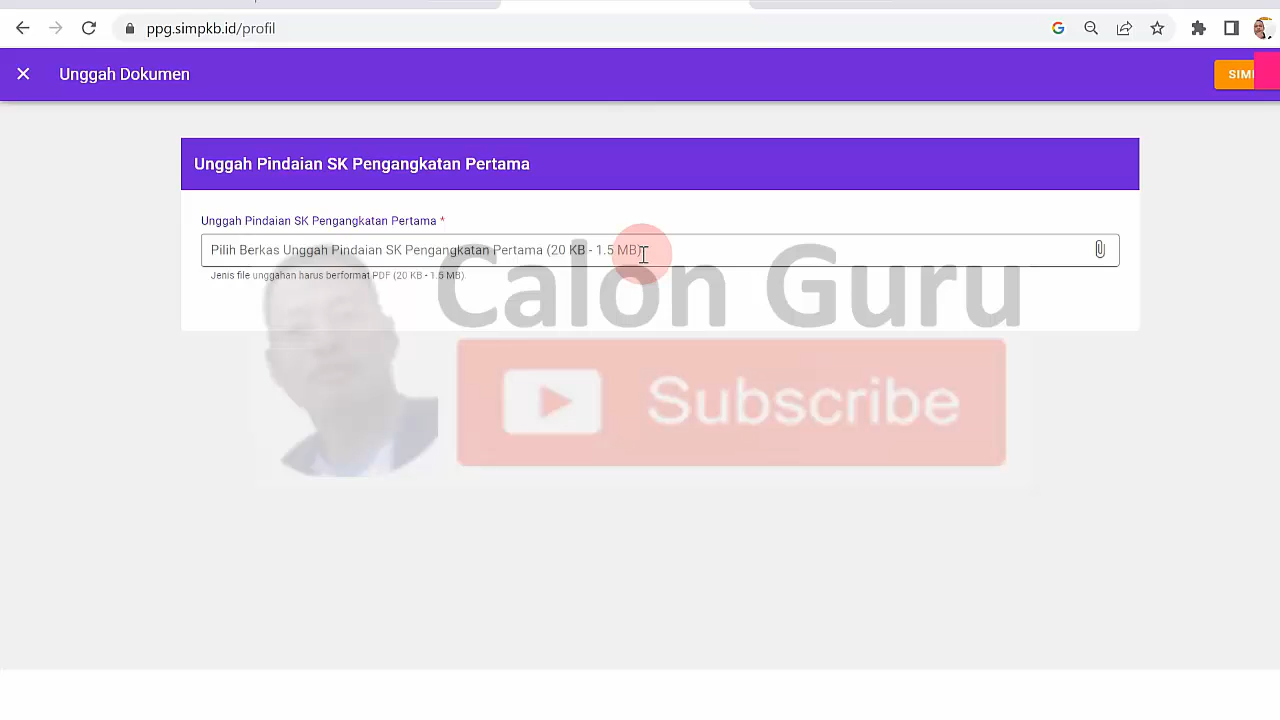 ppg.simpkb.id/profil
Unggah Dokumen
SIM
Unggah Pindaian SK Pengangkatan Pertama
Unggah Pindaian SK Pengangkatan Pertama *
Pilih Berkas Unggah Pindaian SK Pengangkatan Pertama (20 KB - 1.5 MB)
Jenis file unggahan harus berformat PDF (20 KB - 1.5 MB).
Calon Guru
Subscribe